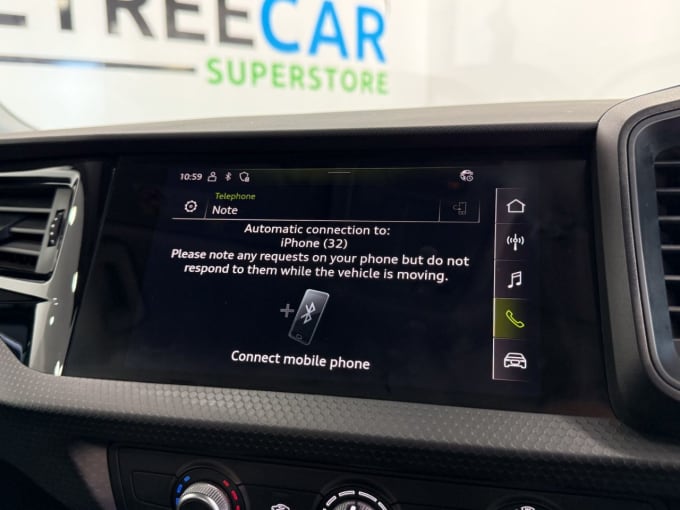 TREECAR
SUPERSTORE
10:59
Telephone
Note
Automatic connection to:
iPhone (32)
Please note any requests on your phone but do not
respond to them while the vehicle is moving.
Connect mobile phone